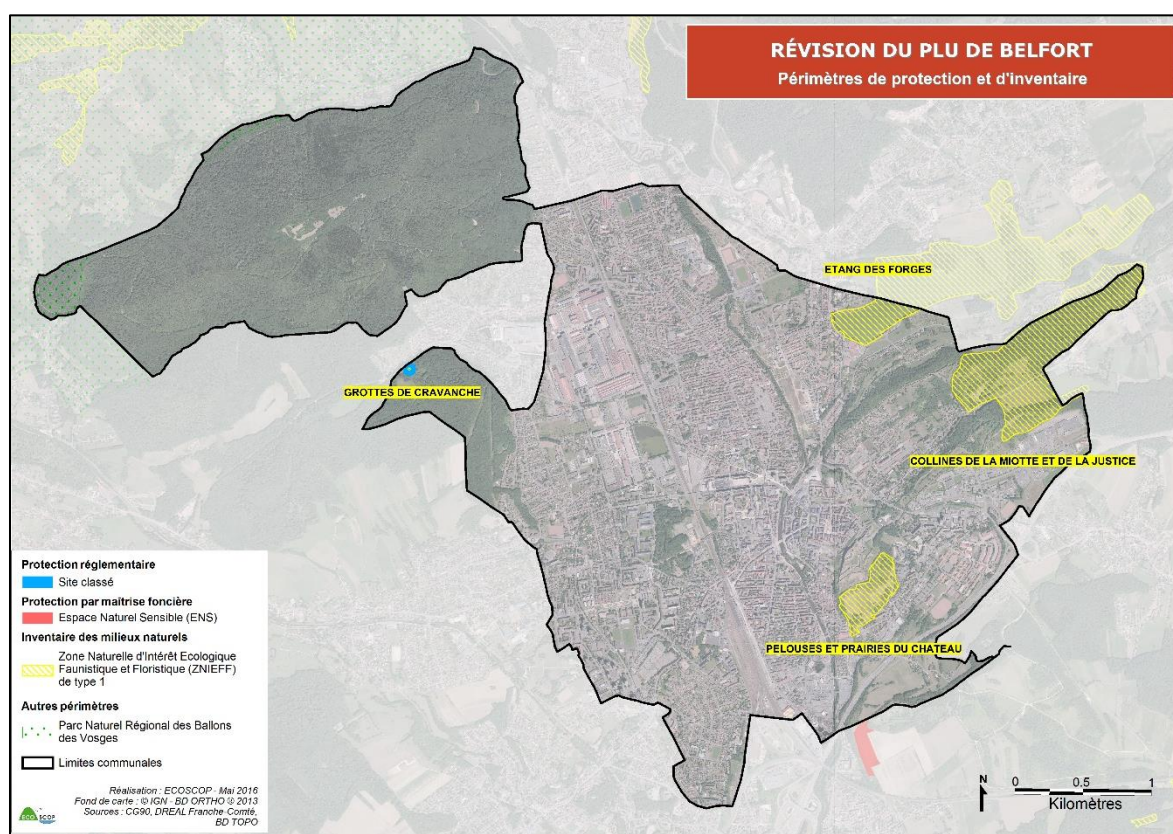 RÉVISION DU PLU DE BELFORT
Périmètres de protection et d'inventaire
ETANG DES FORGES
GROTTES DE CRAVANCHE
COLLINES DE LA MIOTTE ET DE LA JUSTICE
PELOUSES ET PRAIRIES DU CHATEAU
Protection réglementaire
Site classé
Protection par maîtrise foncière
Espace Naturel Sensible (ENS)
Inventaire des milieux naturels
Zone Naturelle d'Intérêt Ecologique
Faunistique et Floristique (ZNIEFF)
de type 1
Autres périmètres
Parc Naturel Régional des Ballons
des Vosges
Limites communales
Réalisation : ECOSCOP - Mai 2016
Fond de carte : © IGN - BD ORTHO ® 2013
Sources : CG90, DREAL Franche-Comté,
BD TOPO
ECO SCOP
N
0 0.5 1
Kilomètres